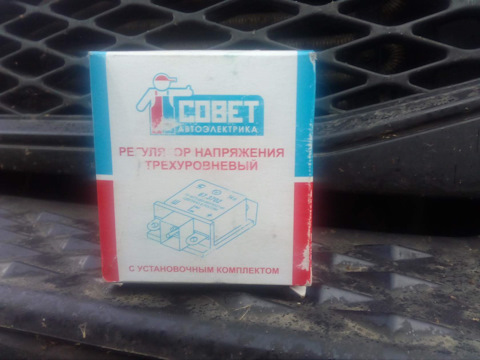 СОВЕТ
АВТОЭЛЕКТРИКА
РЕГУЛЯТОР НАПРЯЖЕНИЯ
ТРЕХУРОВНЕВЫЙ
С УСТАНОВОЧНЫМ КОМПЛЕКТОМ